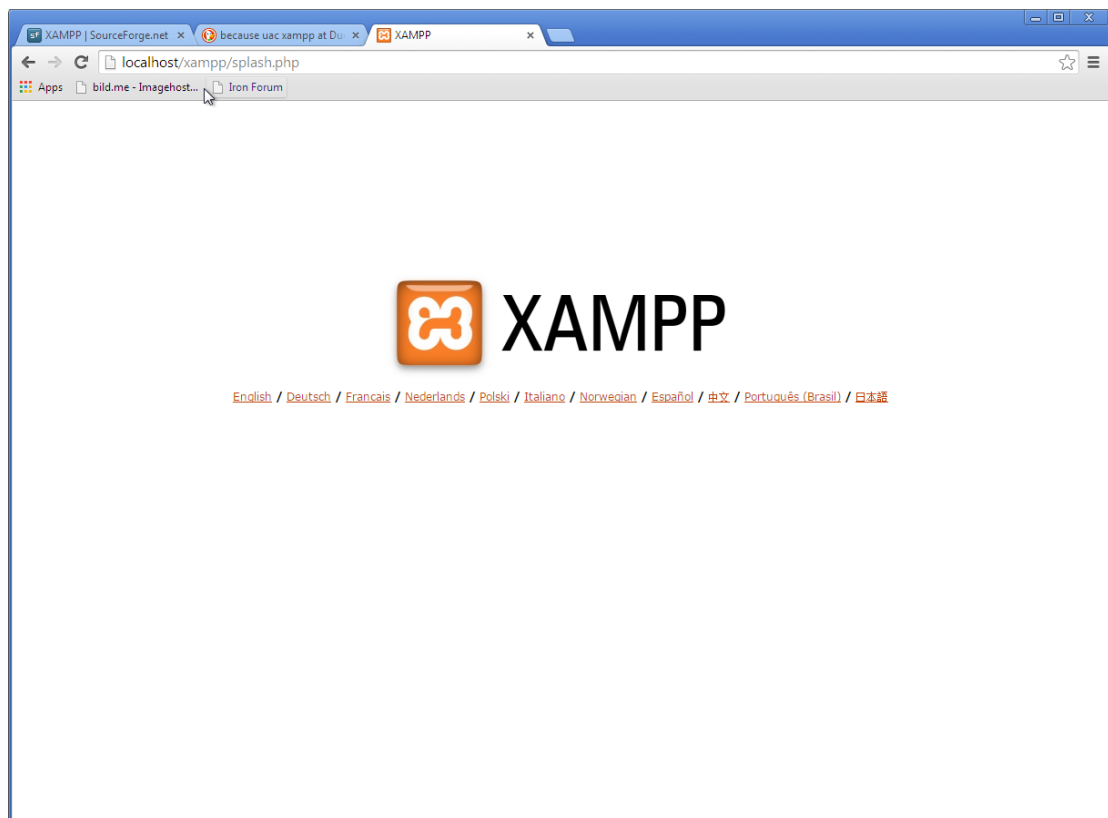 XAMPP | SourceForge.net
because uac xampp at Du
XAMPP
localhost/xampp/splash.php
Apps
bild.me - Imagehost...
Iron Forum
XAMPP
English / Deutsch / Francais / Nederlands / Polski / Italiano / Norwegian / Español / 中文 / Português (Brasil) / 日本語